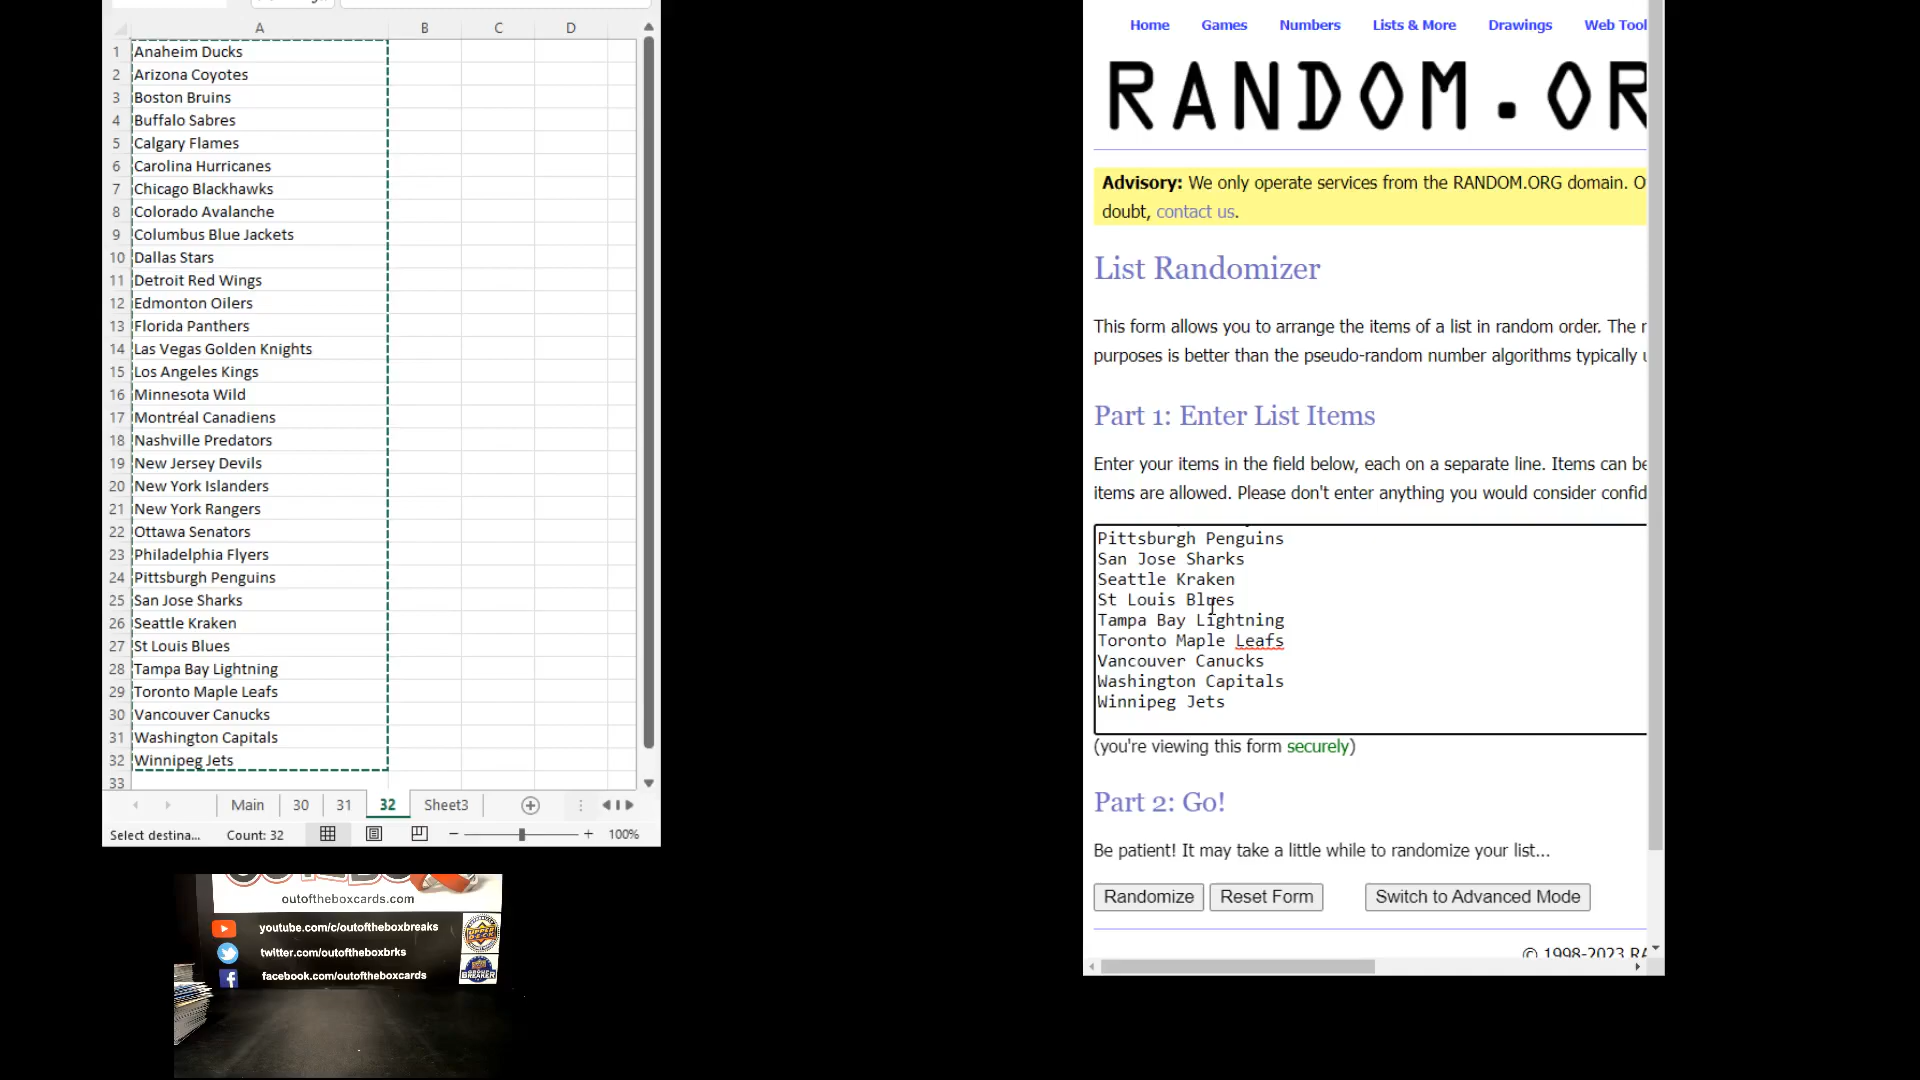 A B C D
1 Anaheim Ducks
2 Arizona Coyotes
3 Boston Bruins
4 Buffalo Sabres
5 Calgary Flames
6 Carolina Hurricanes
7 Chicago Blackhawks
8 Colorado Avalanche
9 Columbus Blue Jackets
10 Dallas Stars
11 Detroit Red Wings
12 Edmonton Oilers
13 Florida Panthers
14 Las Vegas Golden Knights
15 Los Angeles Kings
16 Minnesota Wild
17 Montréal Canadiens
18 Nashville Predators
19 New Jersey Devils
20 New York Islanders
21 New York Rangers
22 Ottawa Senators
23 Philadelphia Flyers
24 Pittsburgh Penguins
25 San Jose Sharks
26 Seattle Kraken
27 St Louis Blues
28 Tampa Bay Lightning
29 Toronto Maple Leafs
30 Vancouver Canucks
31 Washington Capitals
32 Winnipeg Jets
33
Main 30 31 32 Sheet3
Select destina... Count: 32 100%
outoftheboxcards.com
youtube.com/c/outoftheboxbreaks
twitter.com/outoftheboxbrks
facebook.com/outoftheboxcards
UPPER DECK
GROUP BREAKER
Home Games Numbers Lists & More Drawings Web Tool
RANDOM.OR
Advisory: We only operate services from the RANDOM.ORG domain. O
doubt, contact us.
List Randomizer
This form allows you to arrange the items of a list in random order. The r
purposes is better than the pseudo-random number algorithms typically u
Part 1: Enter List Items
Enter your items in the field below, each on a separate line. Items can be
items are allowed. Please don't enter anything you would consider confid
Pittsburgh Penguins
San Jose Sharks
Seattle Kraken
St Louis Blues
Tampa Bay Lightning
Toronto Maple Leafs
Vancouver Canucks
Washington Capitals
Winnipeg Jets
(you're viewing this form securely)
Part 2: Go!
Be patient! It may take a little while to randomize your list...
Randomize Reset Form Switch to Advanced Mode
© 1998-2023 RA